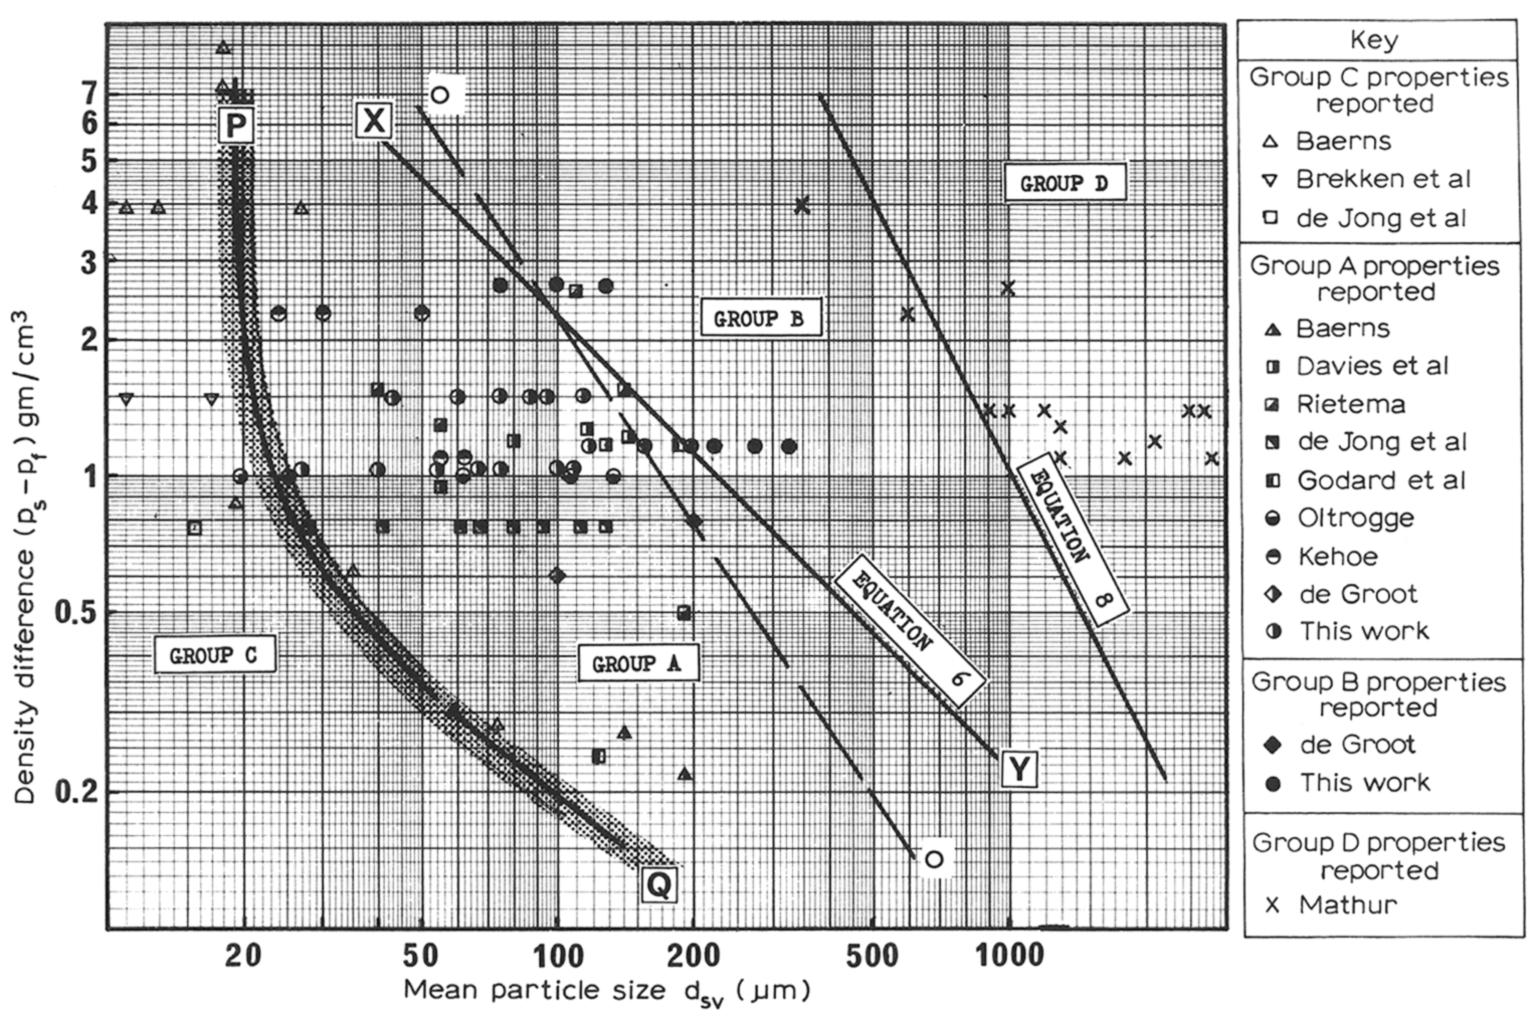 P
X
O
7
6
5
4
3
2
1
0.5
0.2
Density difference (ρs – ρf) gm/cm³
GROUP D
GROUP B
GROUP C
GROUP A
EQUATION 8
EQUATION 6
Y
O
Q
20
50
100
200
500
1000
Mean particle size dsv (µm)
Key
Group C properties
reported
Baerns
Brekken et al
de Jong et al
Group A properties
reported
Baerns
Davies et al
Rietema
de Jong et al
Godard et al
Oltrogge
Kehoe
de Groot
This work
Group B properties
reported
de Groot
This work
Group D properties
reported
Mathur